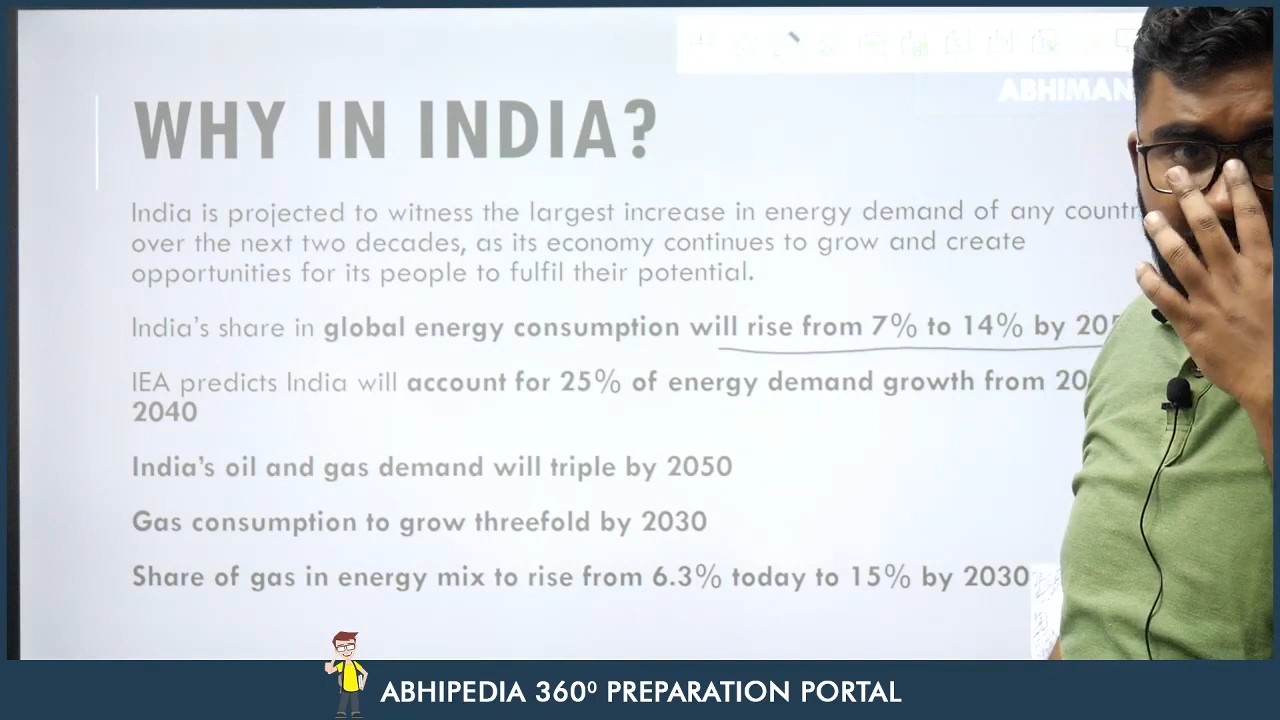 ABHIMAN
WHY IN INDIA?
India is projected to witness the largest increase in energy demand of any countr
over the next two decades, as its economy continues to grow and create
opportunities for its people to fulfil their potential.
India's share in global energy consumption will rise from 7% to 14% by 205
IEA predicts India will account for 25% of energy demand growth from 20
2040
India's oil and gas demand will triple by 2050
Gas consumption to grow threefold by 2030
Share of gas in energy mix to rise from 6.3% today to 15% by 2030
ABHIPEDIA 360⁰ PREPARATION PORTAL